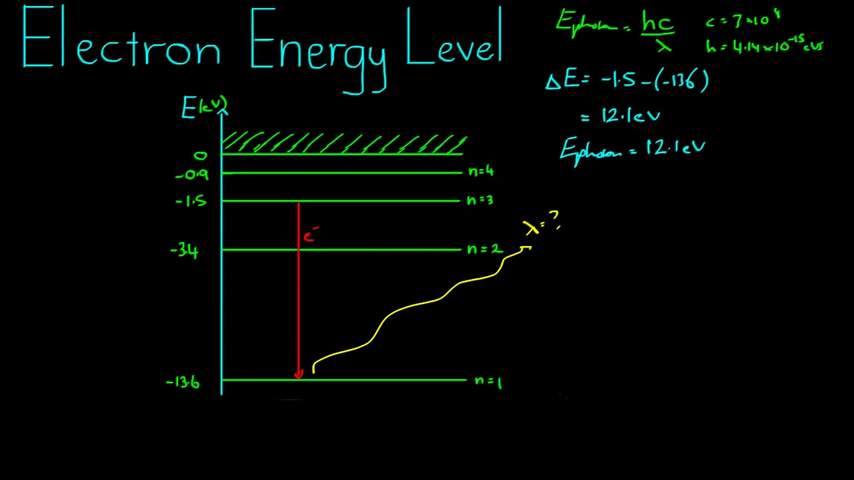 Electron Energy Level
Ephoton = hc/λ
c = 3×10⁸
h = 4.14×10⁻¹⁵ eVs
ΔE = -1.5 - (-13.6)
= 12.1eV
Ephoton = 12.1eV
E(eV)
0
-0.9 n=4
-1.5 n=3
e⁻
λ=?
-3.4 n=2
-13.6 n=1